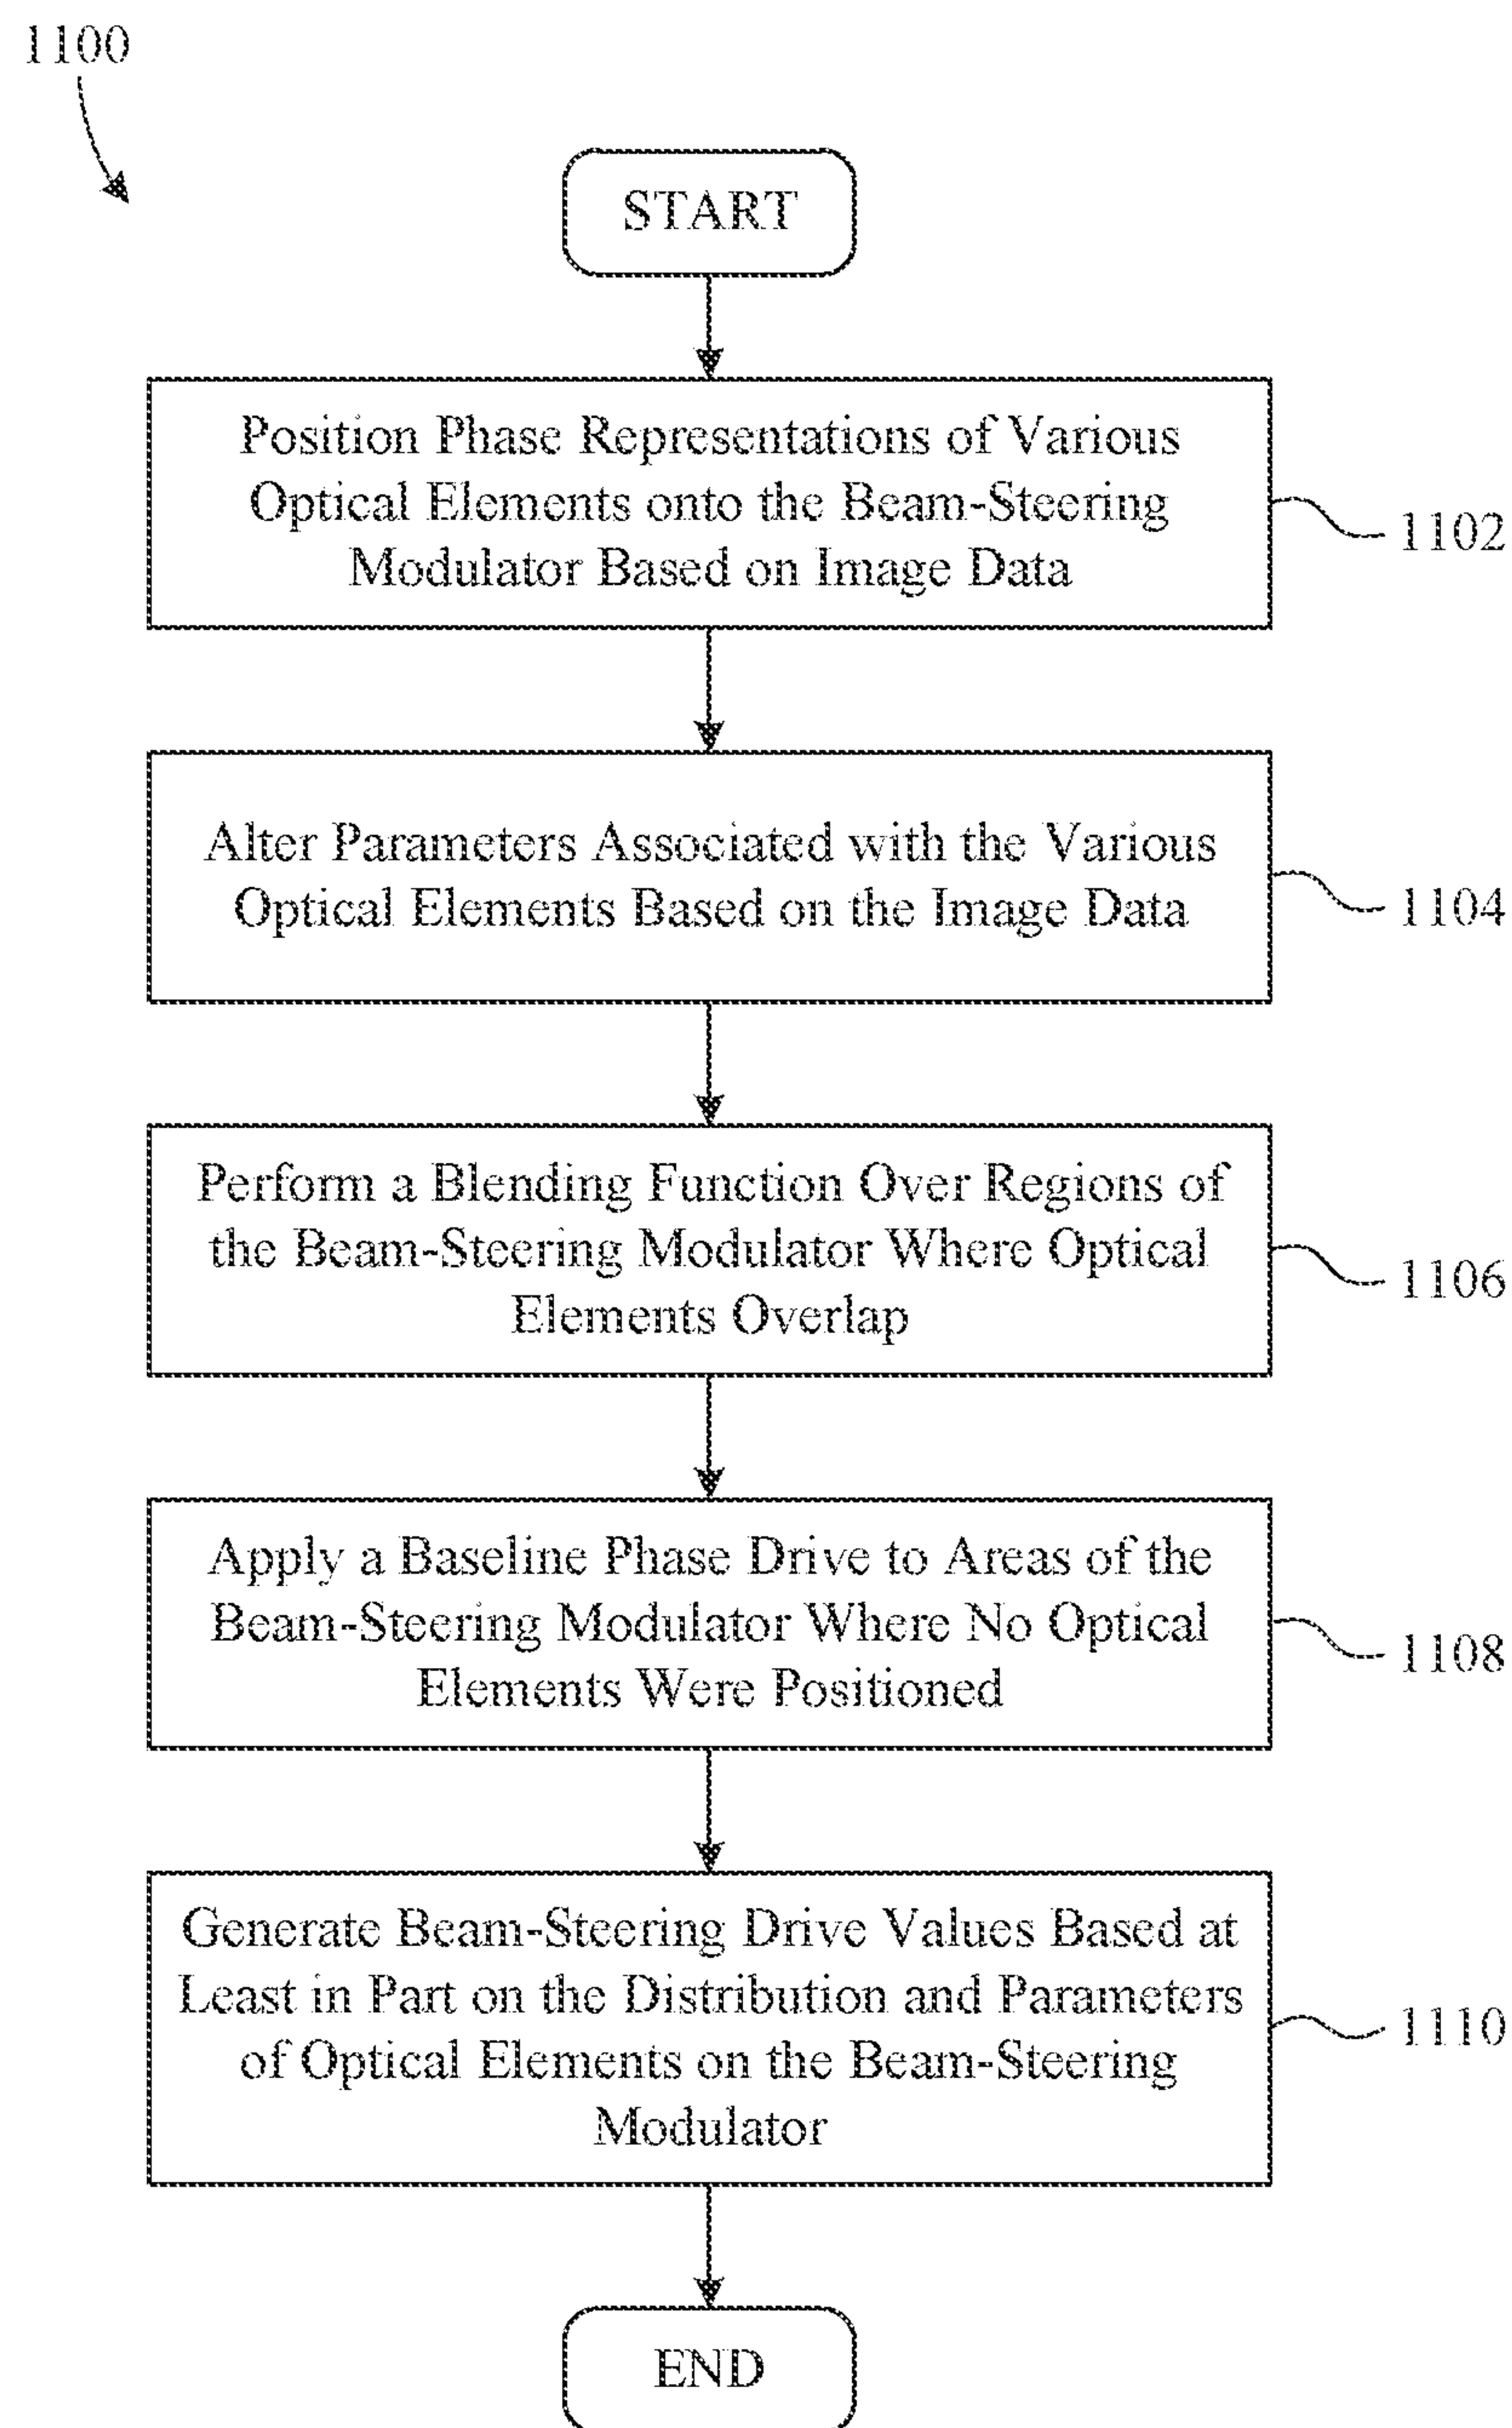 1100
START
Position Phase Representations of Various
Optical Elements onto the Beam-Steering
Modulator Based on Image Data
1102
Alter Parameters Associated with the Various
Optical Elements Based on the Image Data
1104
Perform a Blending Function Over Regions of
the Beam-Steering Modulator Where Optical
Elements Overlap
1106
Apply a Baseline Phase Drive to Areas of the
Beam-Steering Modulator Where No Optical
Elements Were Positioned
1108
Generate Beam-Steering Drive Values Based at
Least in Part on the Distribution and Parameters
of Optical Elements on the Beam-Steering
Modulator
1110
END